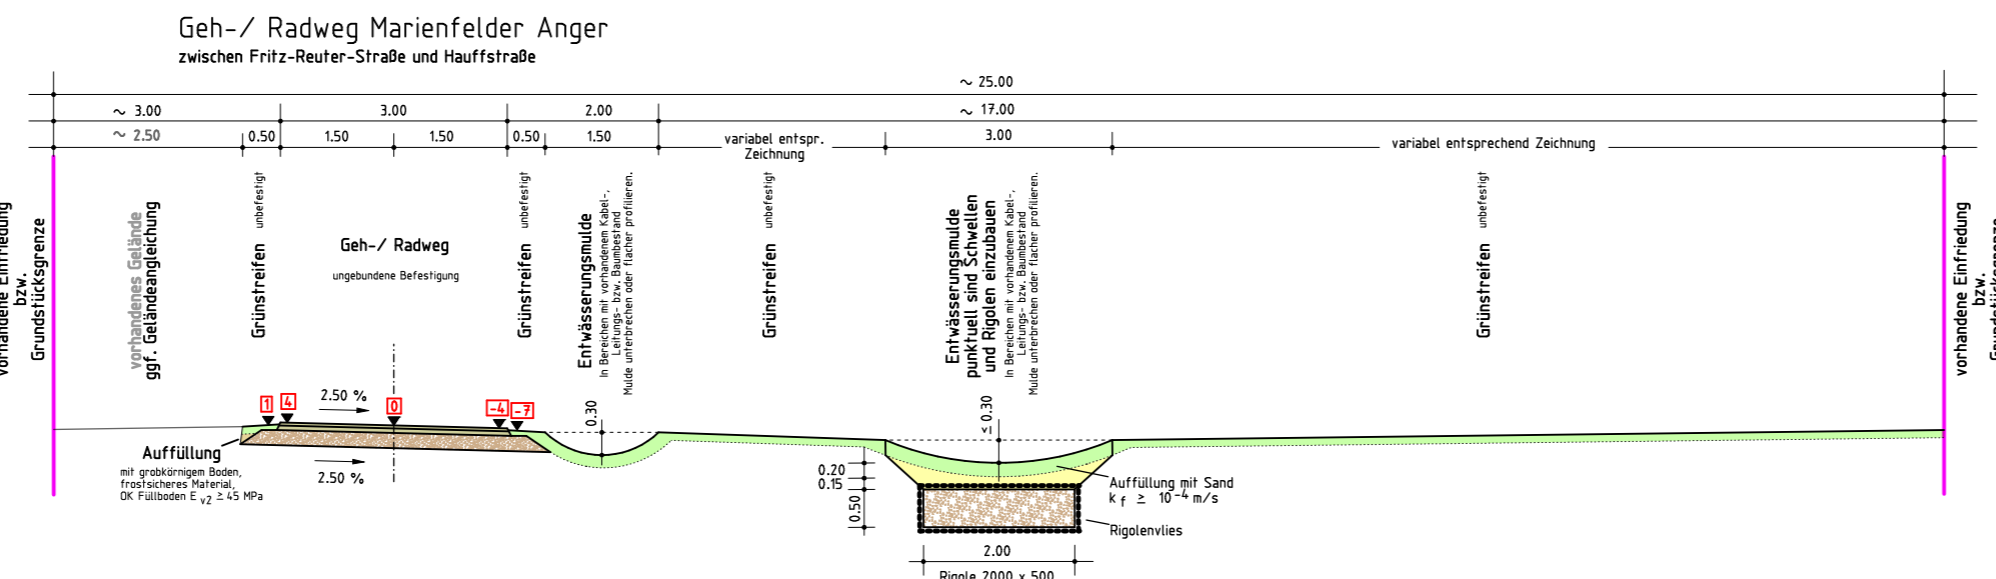 Geh-/ Radweg Marienfelder Anger
zwischen Fritz-Reuter-Straße und Hauffstraße
~ 25.00
~ 3.00
3.00
2.00
~ 17.00
~ 2.50
0.50
1.50
1.50
0.50
1.50
variabel entspr.
Zeichnung
3.00
variabel entsprechend Zeichnung
vorhandene Einfriedung
bzw.
Grundstücksgrenze
vorhandenes Gelände
ggf. Geländeangleichung
Grünstreifen unbefestigt
Geh-/ Radweg
ungebundene Befestigung
Grünstreifen unbefestigt
Entwässerungsmulde
In Bereichen mit vorhandenem Kabel-,
Leitungs- bzw. Baumbestand
Mulde unterbrechen oder flacher profilieren.
Grünstreifen unbefestigt
Entwässerungsmulde
punktuell sind Schwellen
und Rigolen einzubauen
In Bereichen mit vorhandenem Kabel-,
Leitungs- bzw. Baumbestand
Mulde unterbrechen oder flacher profilieren.
Grünstreifen unbefestigt
vorhandene Einfriedung
bzw.
Grundstücksgrenze
1
4
2.50 %
0
-4
-7
0.30
≤ 0.30
Auffüllung
mit grobkörnigem Boden,
frostsicheres Material,
OK Füllboden E v2 ≥ 45 MPa
2.50 %
0.20
0.15
0.50
Auffüllung mit Sand
k f ≥ 10-4 m/s
Rigolenvlies
2.00
Rigole 2000 x 500